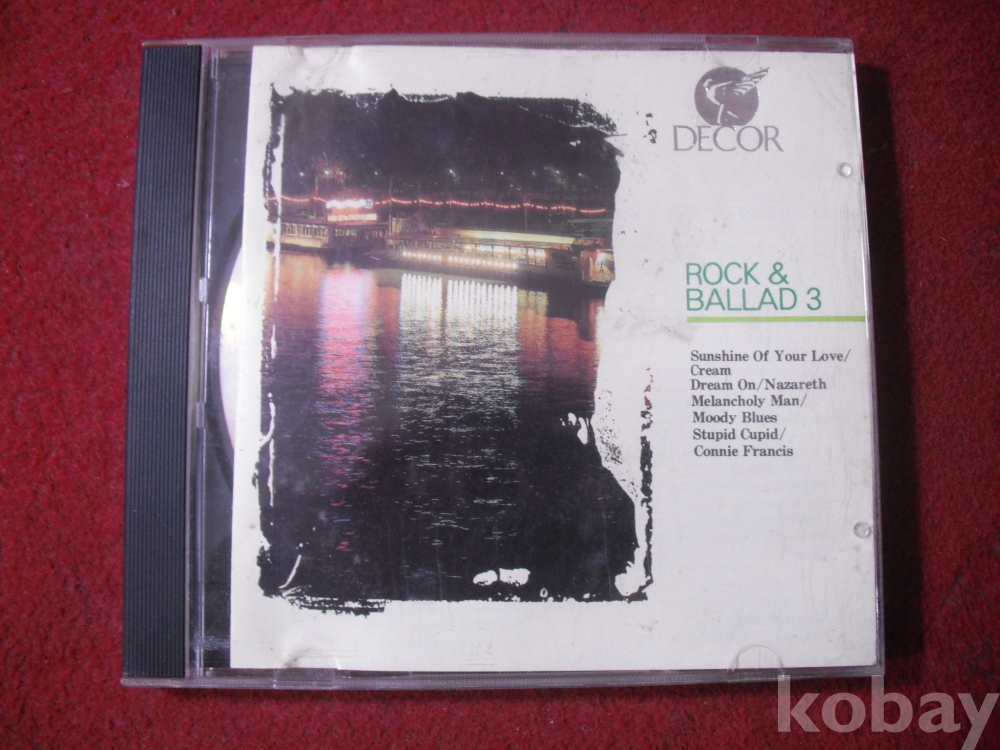 DECOR
ROCK &
BALLAD 3
Sunshine Of Your Love/
Cream
Dream On/Nazareth
Melancholy Man/
Moody Blues
Stupid Cupid/
Connie Francis
kobay